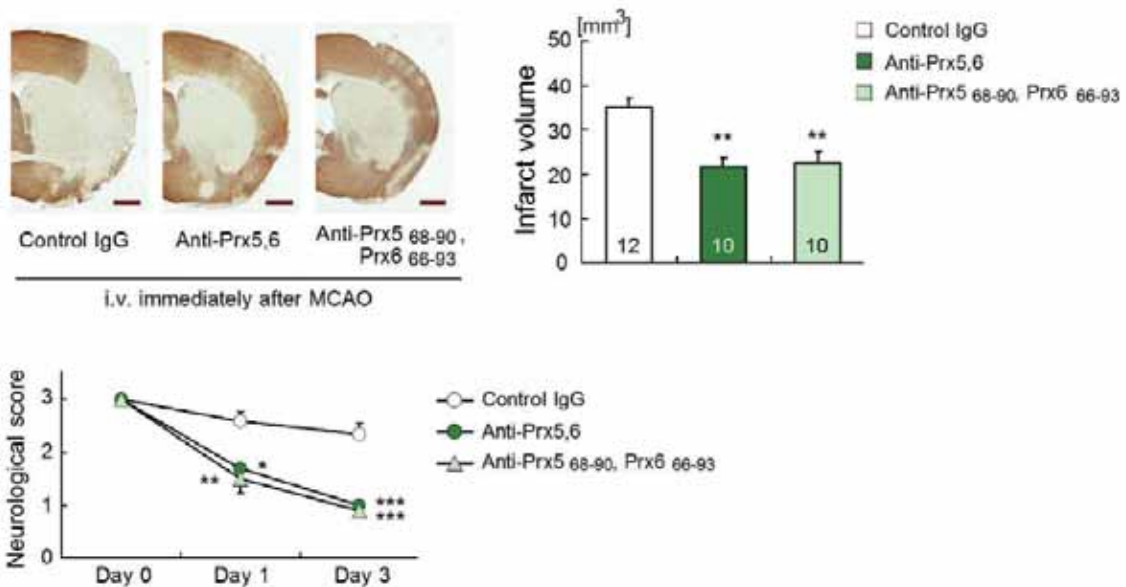 Control IgG Anti-Prx5,6 Anti-Prx5 68-90,
Prx6 66-93
i.v. immediately after MCAO
[mm3]
Infarct volume
50
40
30
20
10
0
** **
12 10 10
Control IgG
Anti-Prx5,6
Anti-Prx5 68-90, Prx6 66-93
Neurological score
3
2
1
0
*
**
***
***
Day 0 Day 1 Day 3
Control IgG
Anti-Prx5,6
Anti-Prx5 68-90, Prx6 66-93